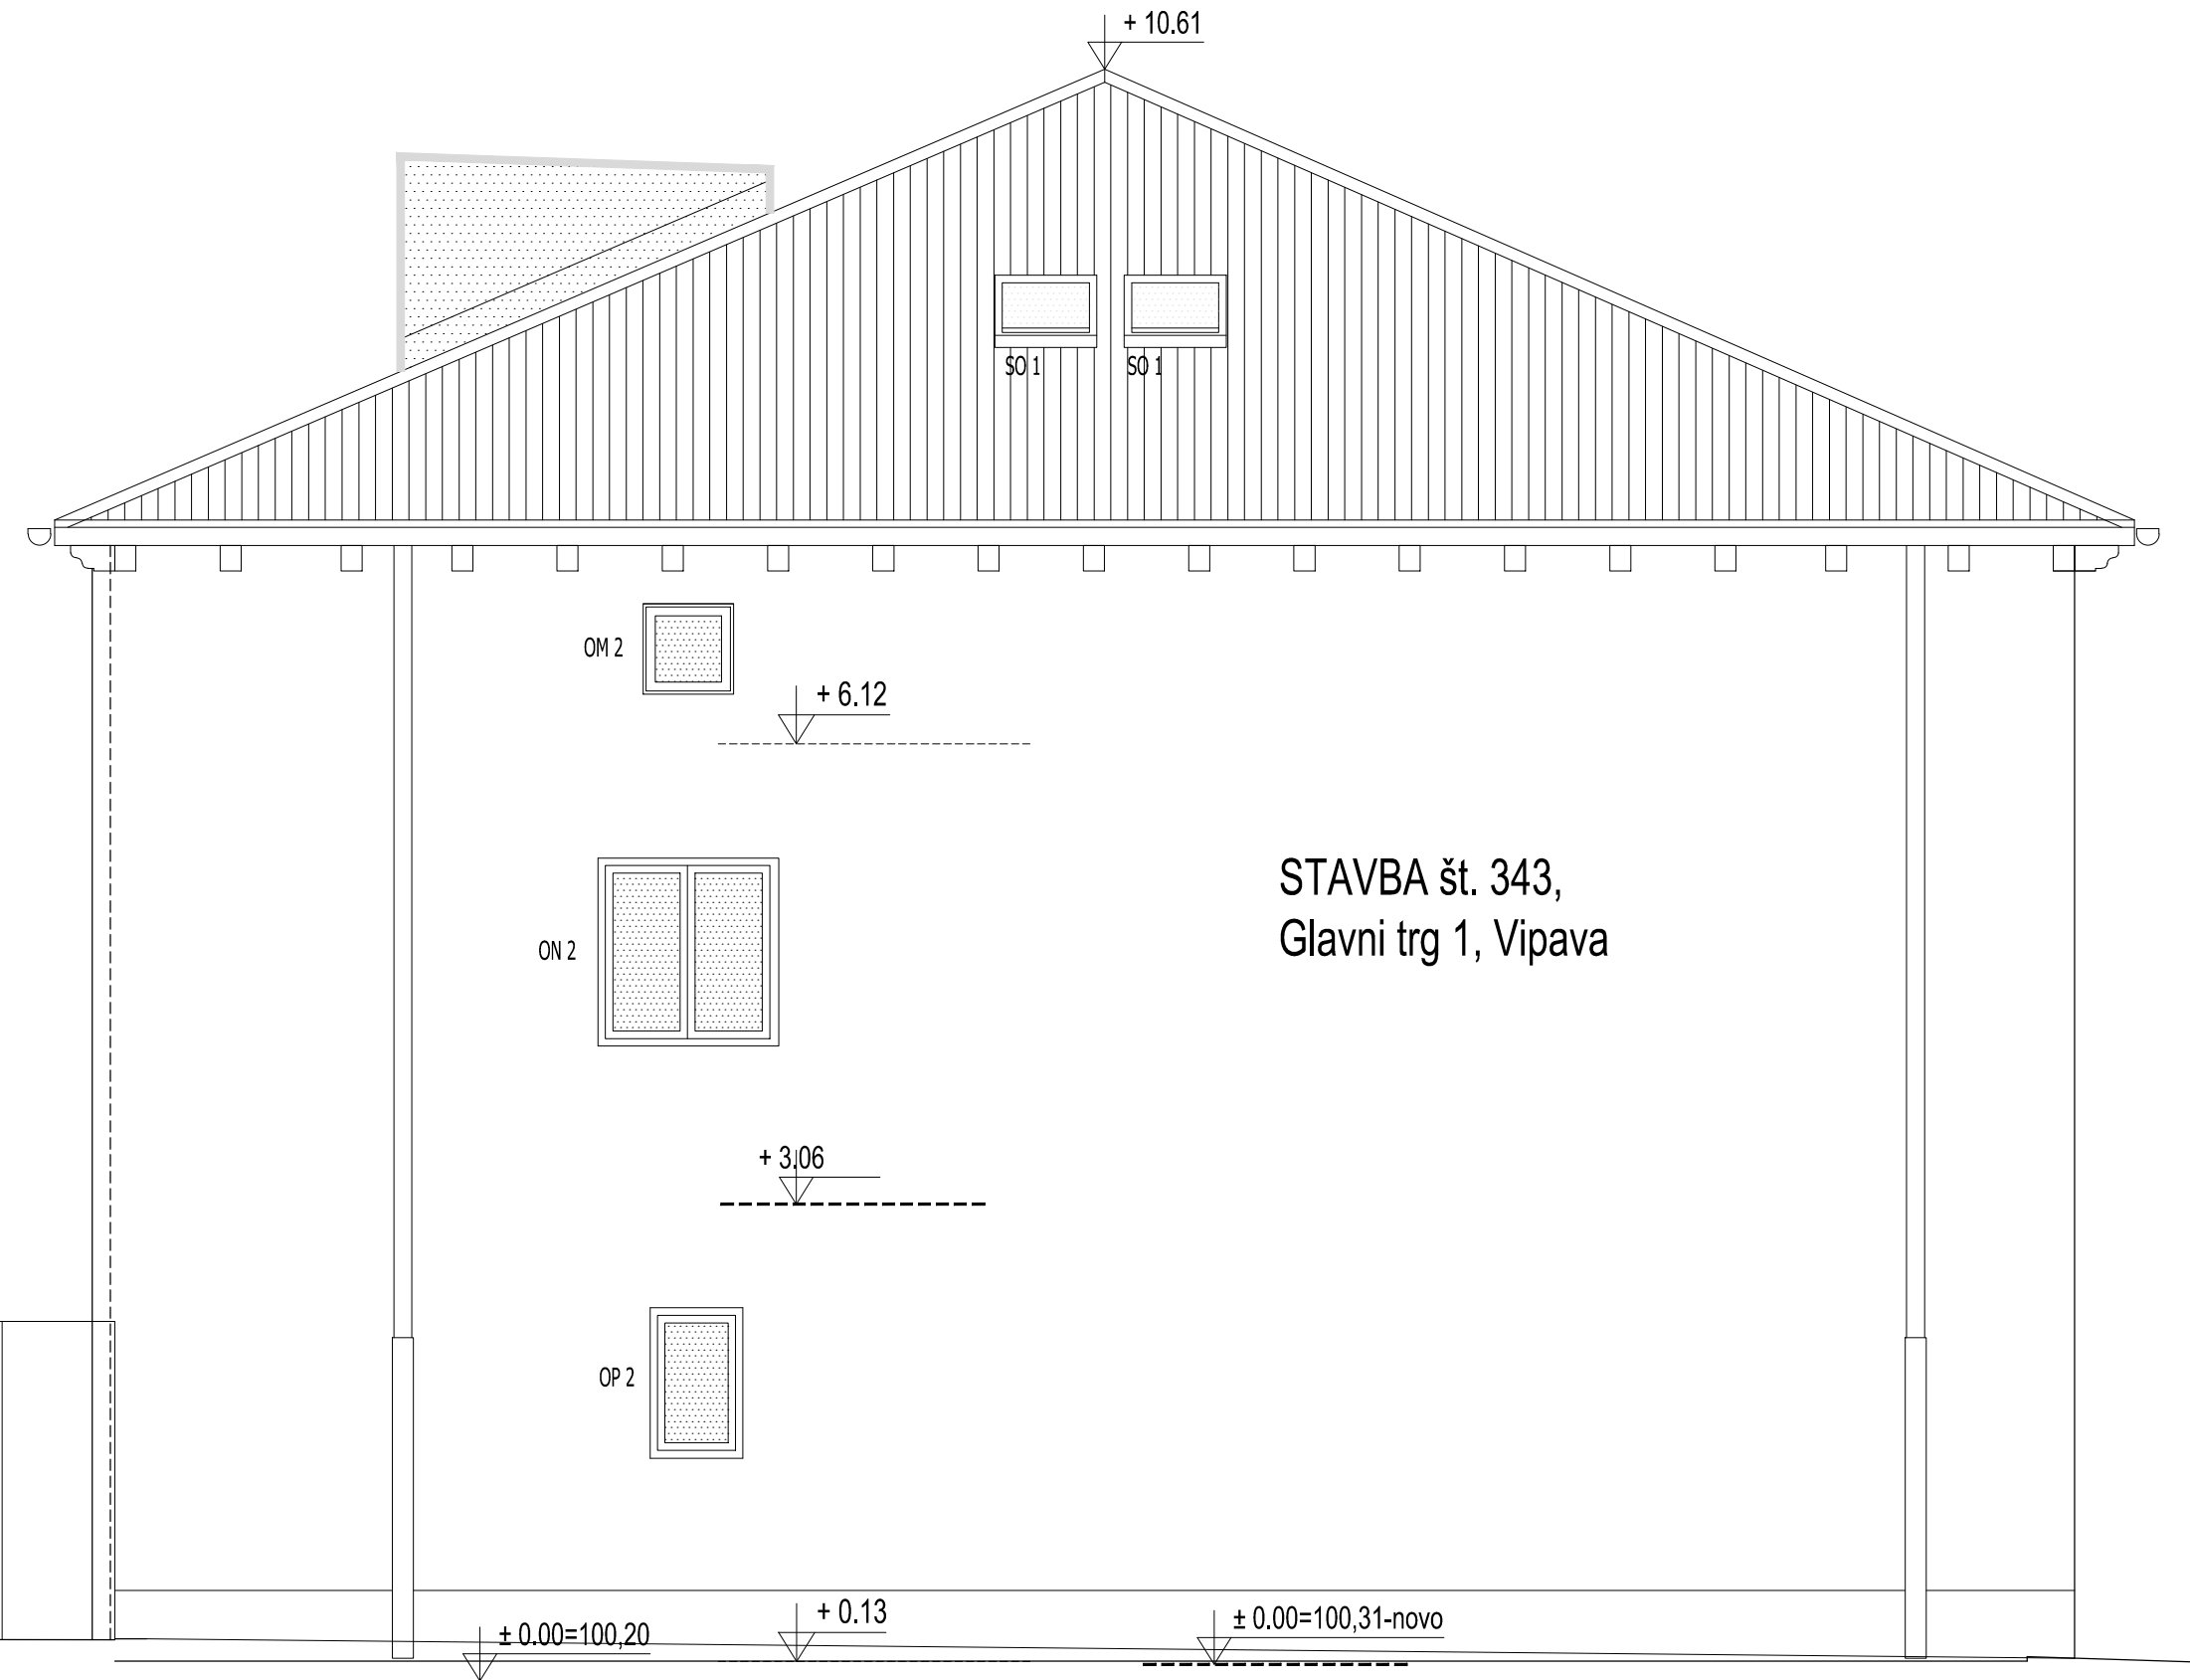 + 10.61
SO 1
SO 1
OM 2
+ 6.12
STAVBA št. 343,
Glavni trg 1, Vipava
ON 2
+ 3.06
OP 2
+ 0.13
± 0.00=100,31-novo
± 0.00=100,20